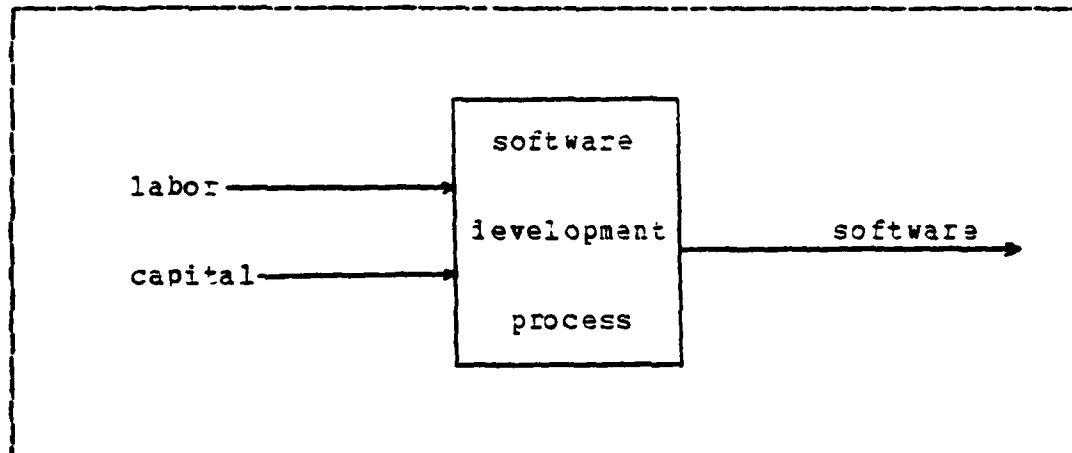 software
labor
development
software
capital
process